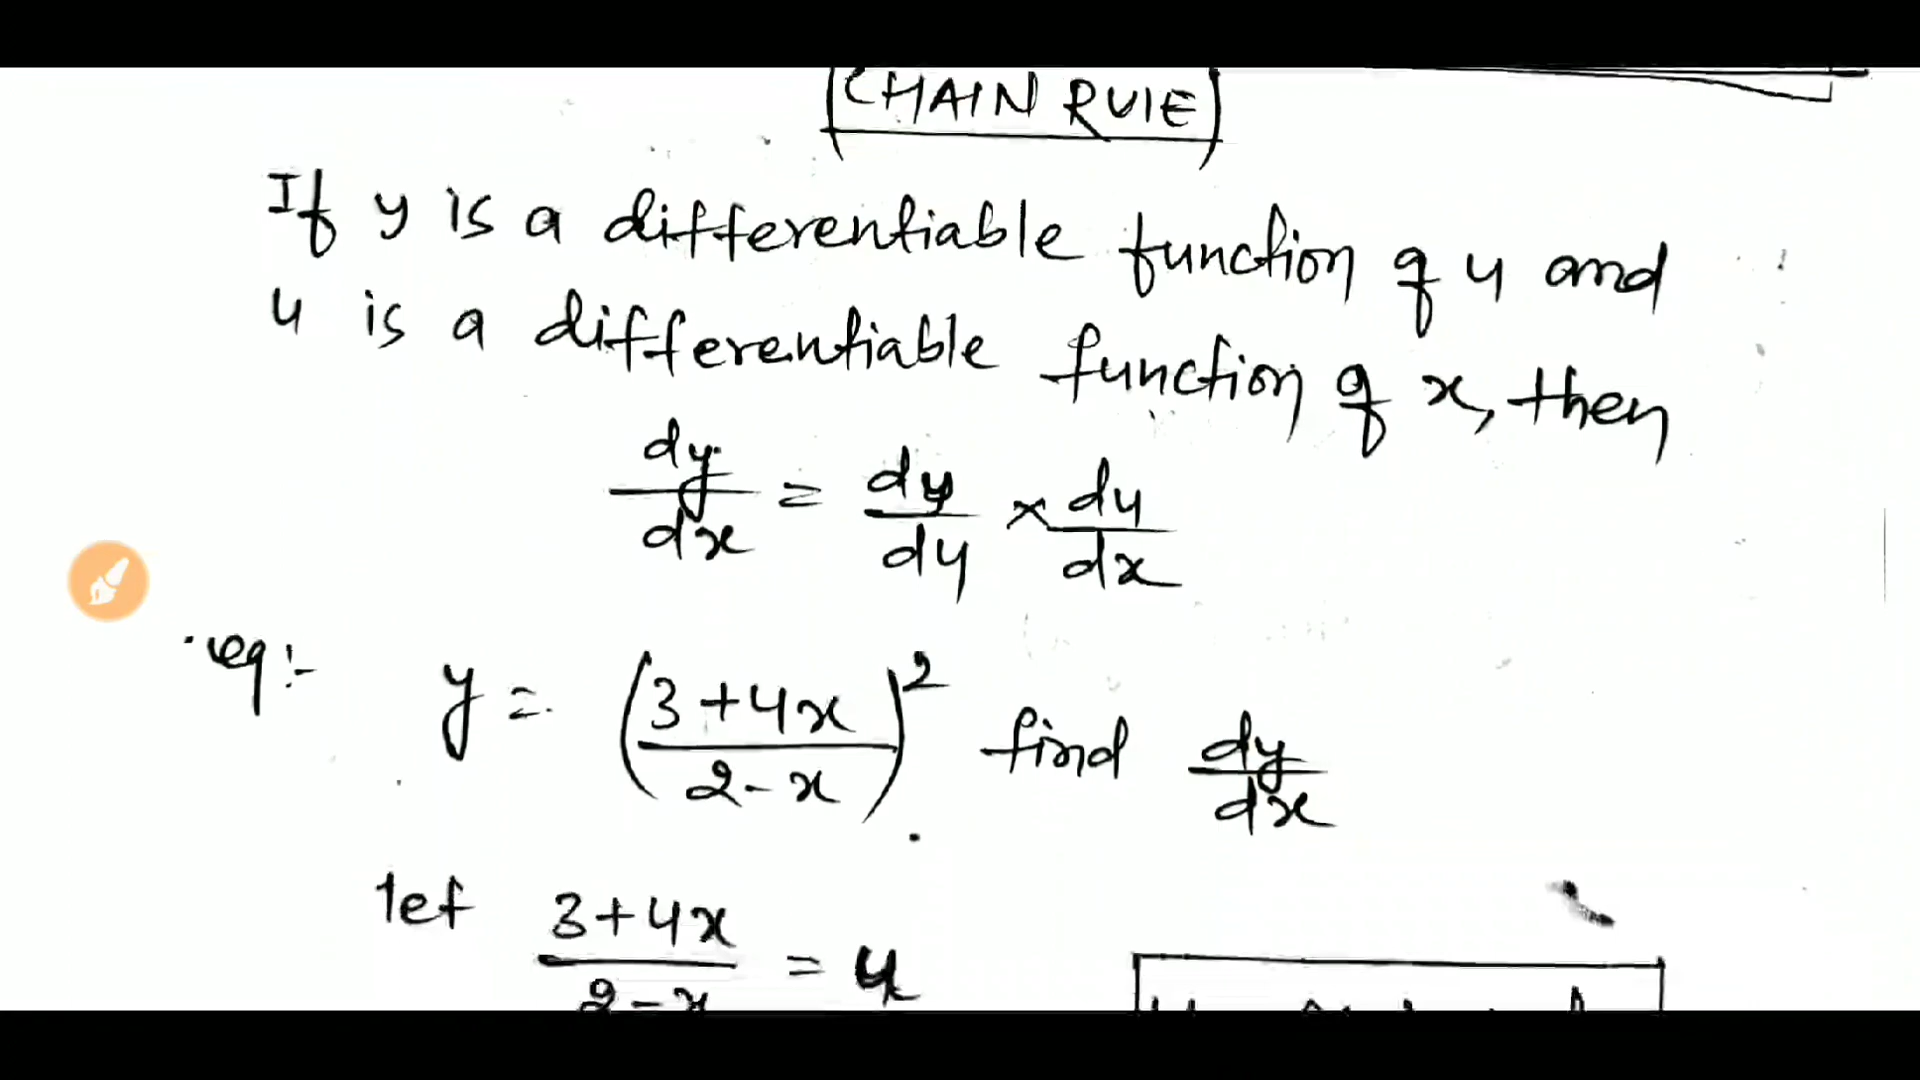 CHAIN RULE
If y is a differentiable function of u and
u is a differentiable function of x, then
dy/dx = dy/du × du/dx
eg:- y = ((3+4x)/(2-x))² find dy/dx
let (3+4x)/(2-x) = u